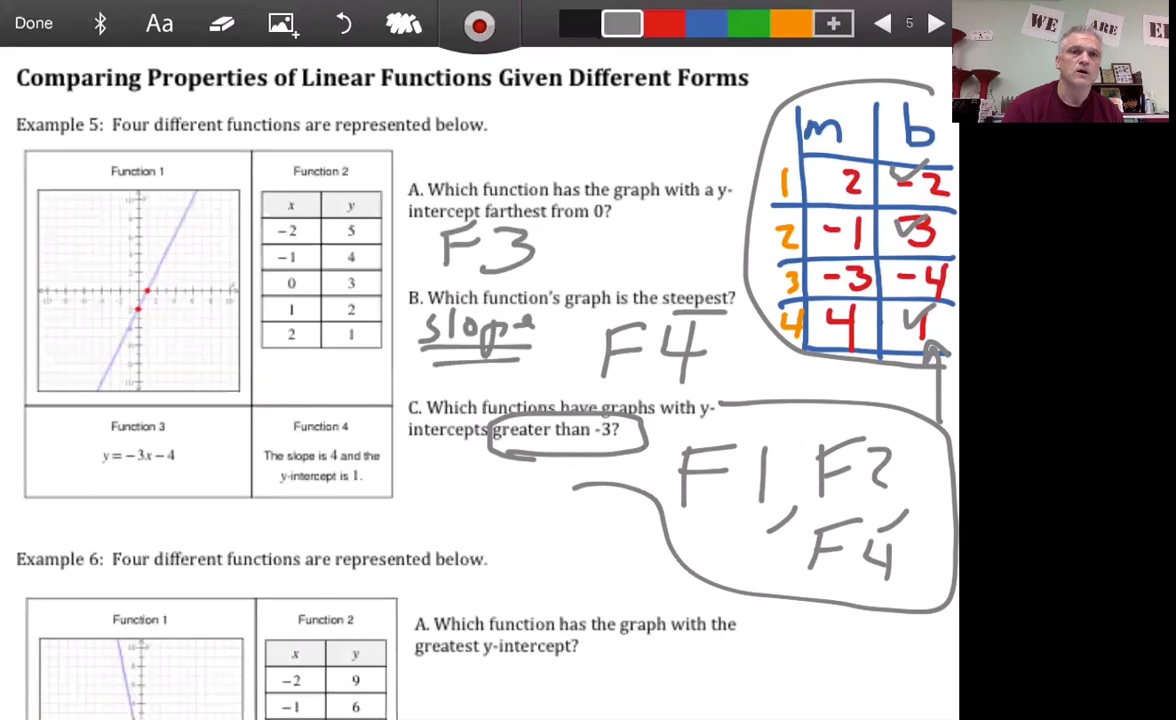 Done
Aa
5
WE
ARE
Comparing Properties of Linear Functions Given Different Forms
Example 5: Four different functions are represented below.
Function 1
Function 2
x y
−2 5
−1 4
0 3
1 2
2 1
Function 3
y = −3x − 4
Function 4
The slope is 4 and the
y-intercept is 1.
A. Which function has the graph with a y-
intercept farthest from 0?
F3
B. Which function's graph is the steepest?
slope
F4
C. Which functions have graphs with y-
intercepts greater than -3?
F1, F2,
F4
m b
1 2 -2
2 -1 3
3 -3 -4
4 4 1
Example 6: Four different functions are represented below.
Function 1
Function 2
x y
−2 9
−1 6
A. Which function has the graph with the
greatest y-intercept?